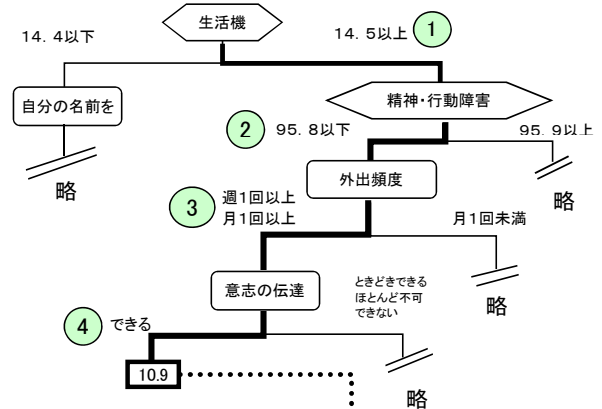 生活機
14．4以下
14．5以上
1
自分の名前を
精神・行動障害
2
95．8以下
95．9以上
略
外出頻度
略
3
週1回以上
月1回以上
月1回未満
意志の伝達
ときどきできる
ほとんど不可
できない
略
4
できる
10.9
略